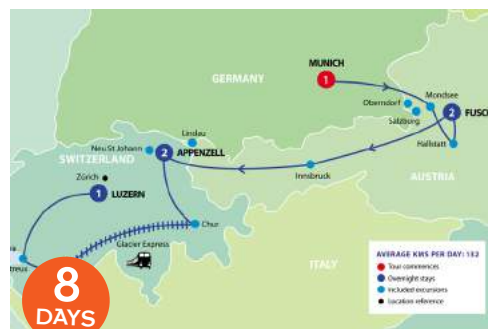 GERMANY
MUNICH
1
Mondsee
Oberndorf
Salzburg
2
FUSC
Hallstatt
AUSTRIA
Lindau
Neu St Johann
2
APPENZELL
SWITZERLAND
Innsbruck
Zürich
1
LUZERN
Chur
Glacier Express
ITALY
treux
8
DAYS
AVERAGE KMS PER DAY: 132
Tour commences
Overnight stays
Included excursions
Location reference